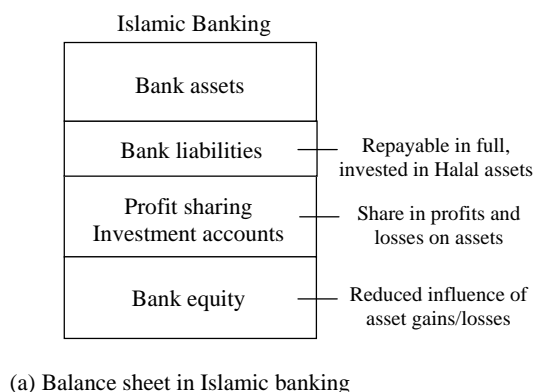 Islamic Banking
Bank assets
Bank liabilities
Repayable in full,
invested in Halal assets
Profit sharing
Investment accounts
Share in profits and
losses on assets
Bank equity
Reduced influence of
asset gains/losses
(a) Balance sheet in Islamic banking